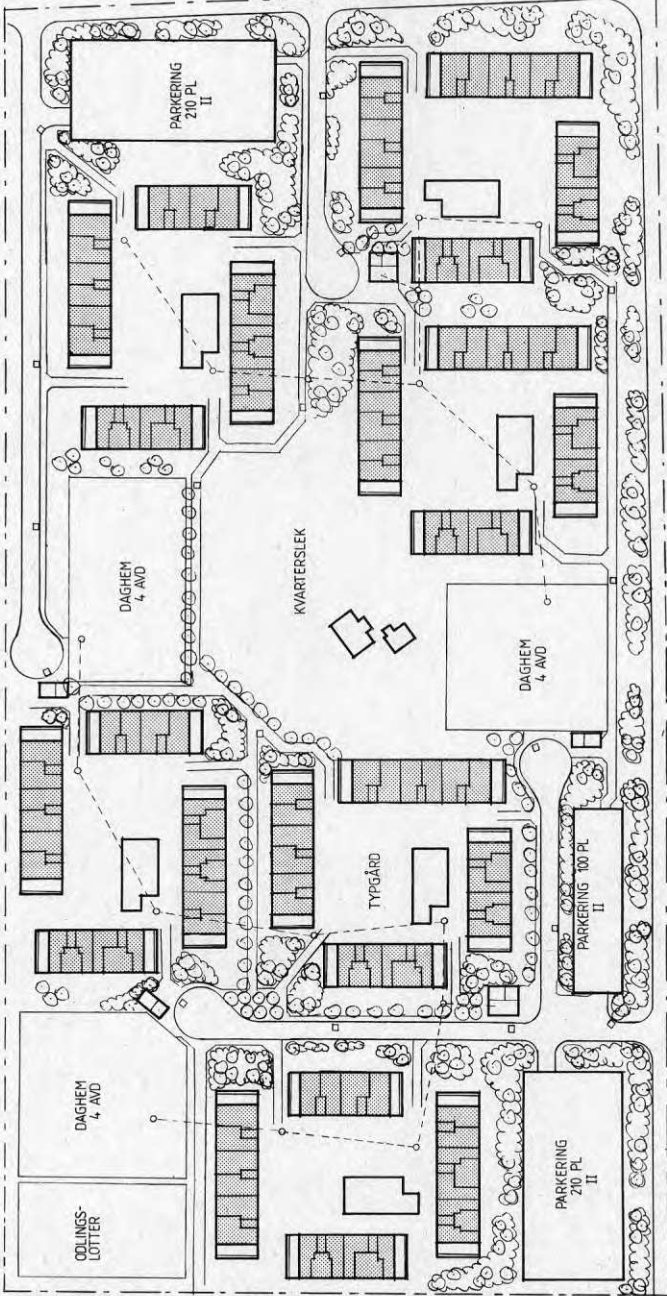 PARKERING
210 PL
II
DAGHEM
4 AVD
KVARTERSLEK
DAGHEM
4 AVD
TYPGÅRD
PARKERING 100 PL
II
DAGHEM
4 AVD
ODLINGS-
LOTTER
PARKERING
210 PL
II